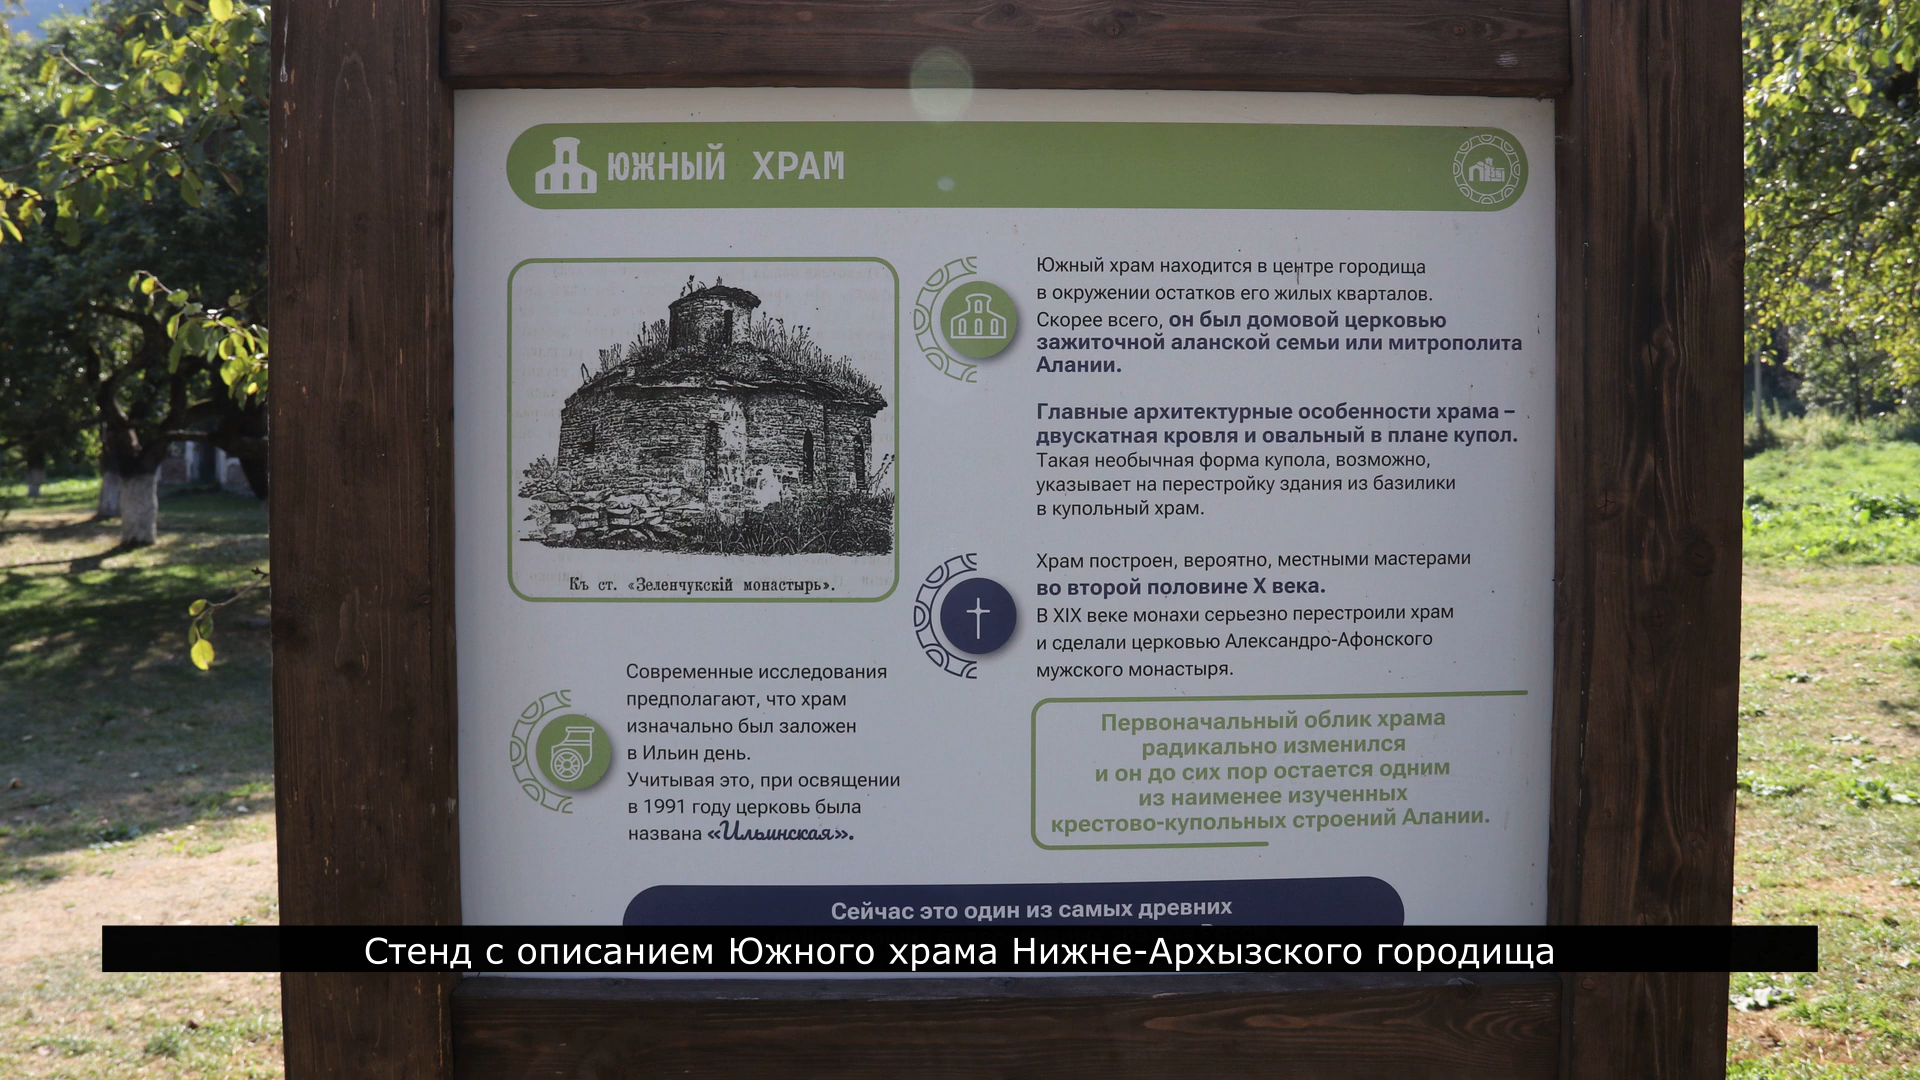 ЮЖНЫЙ ХРАМ
Къ ст. «Зеленчукскій монастырь».
Современные исследования
предполагают, что храм
изначально был заложен
в Ильин день.
Учитывая это, при освящении
в 1991 году церковь была
названа «Ильинская».
Южный храм находится в центре городища
в окружении остатков его жилых кварталов.
Скорее всего, он был домовой церковью
зажиточной аланской семьи или митрополита
Алании.
Главные архитектурные особенности храма –
двускатная кровля и овальный в плане купол.
Такая необычная форма купола, возможно,
указывает на перестройку здания из базилики
в купольный храм.
Храм построен, вероятно, местными мастерами
во второй половине X века.
В XIX веке монахи серьезно перестроили храм
и сделали церковью Александро-Афонского
мужского монастыря.
Первоначальный облик храма
радикально изменился
и он до сих пор остается одним
из наименее изученных
крестово-купольных строений Алании.
Сейчас это один из самых древних
Стенд с описанием Южного храма Нижне-Архызского городища